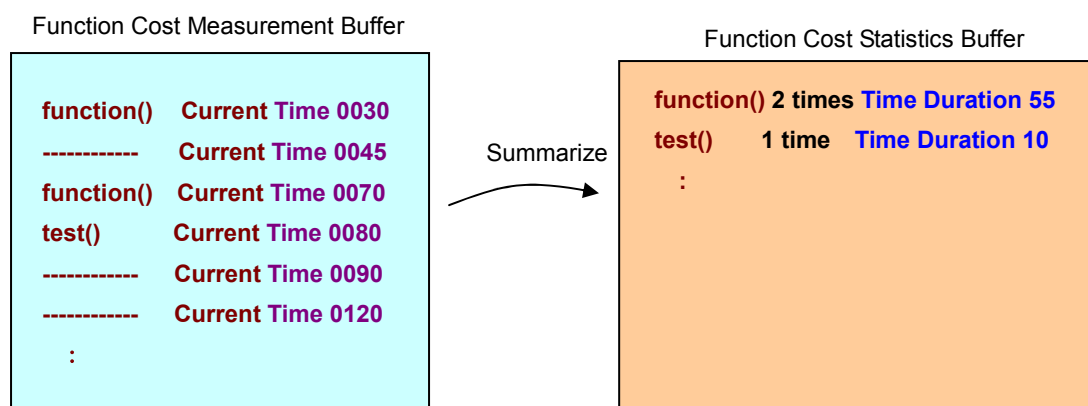 Function Cost Measurement Buffer
function() Current Time 0030
------------ Current Time 0045
function() Current Time 0070
test() Current Time 0080
------------ Current Time 0090
------------ Current Time 0120
:
Summarize
Function Cost Statistics Buffer
function() 2 times Time Duration 55
test() 1 time Time Duration 10
: